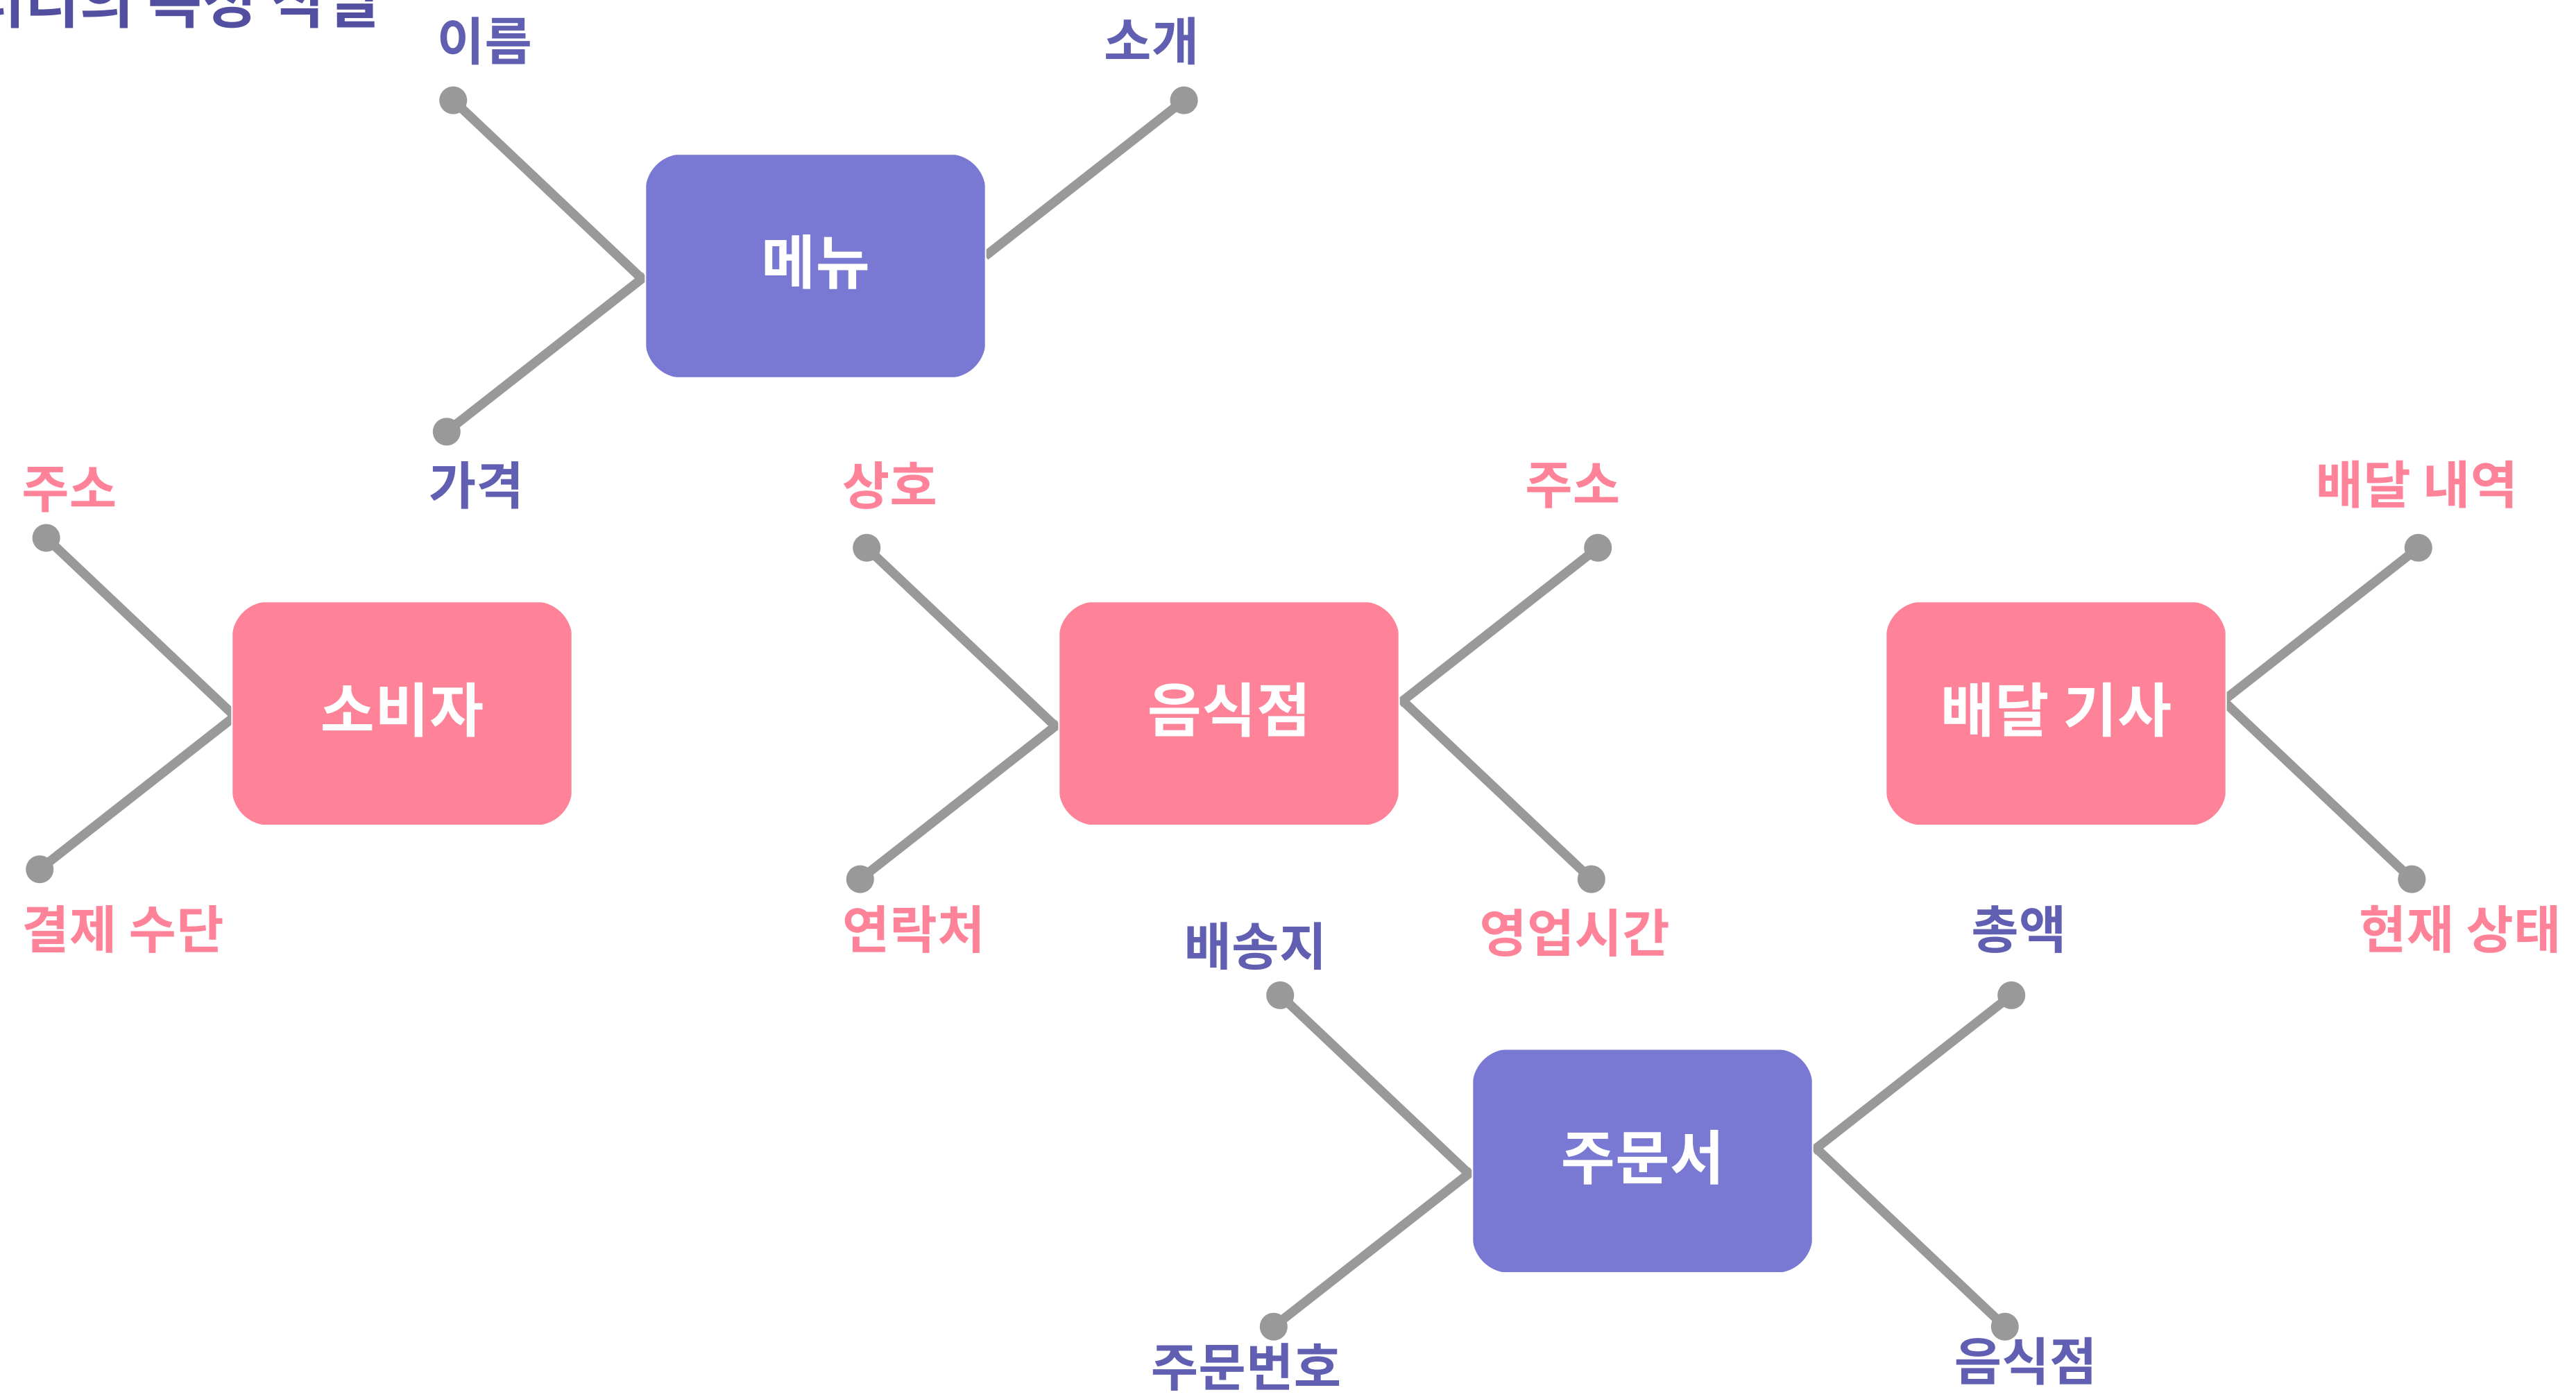 이름
소개
메뉴
가격
주소
상호
주소
배달 내역
소비자
음식점
배달 기사
결제 수단
연락처
배송지
영업시간
총액
현재 상태
주문서
주문번호
음식점